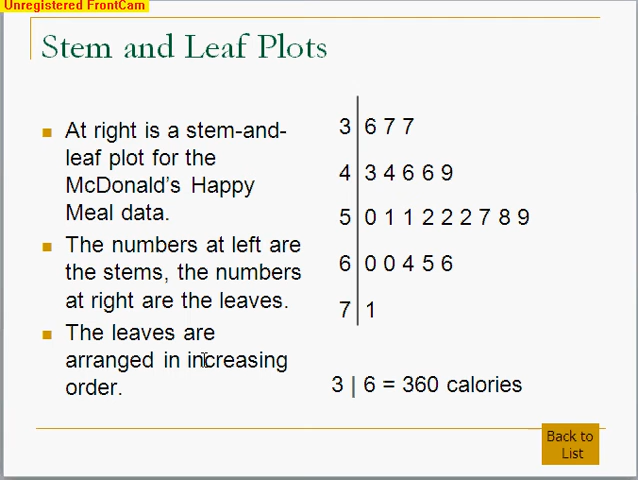 Unregistered FrontCam
Stem and Leaf Plots
At right is a stem-and-
leaf plot for the
McDonald's Happy
Meal data.
The numbers at left are
the stems, the numbers
at right are the leaves.
The leaves are
arranged in increasing
order.
3 | 6 7 7
4 | 3 4 6 6 9
5 | 0 1 1 2 2 2 7 8 9
6 | 0 0 4 5 6
7 | 1
3 | 6 = 360 calories
Back to
List